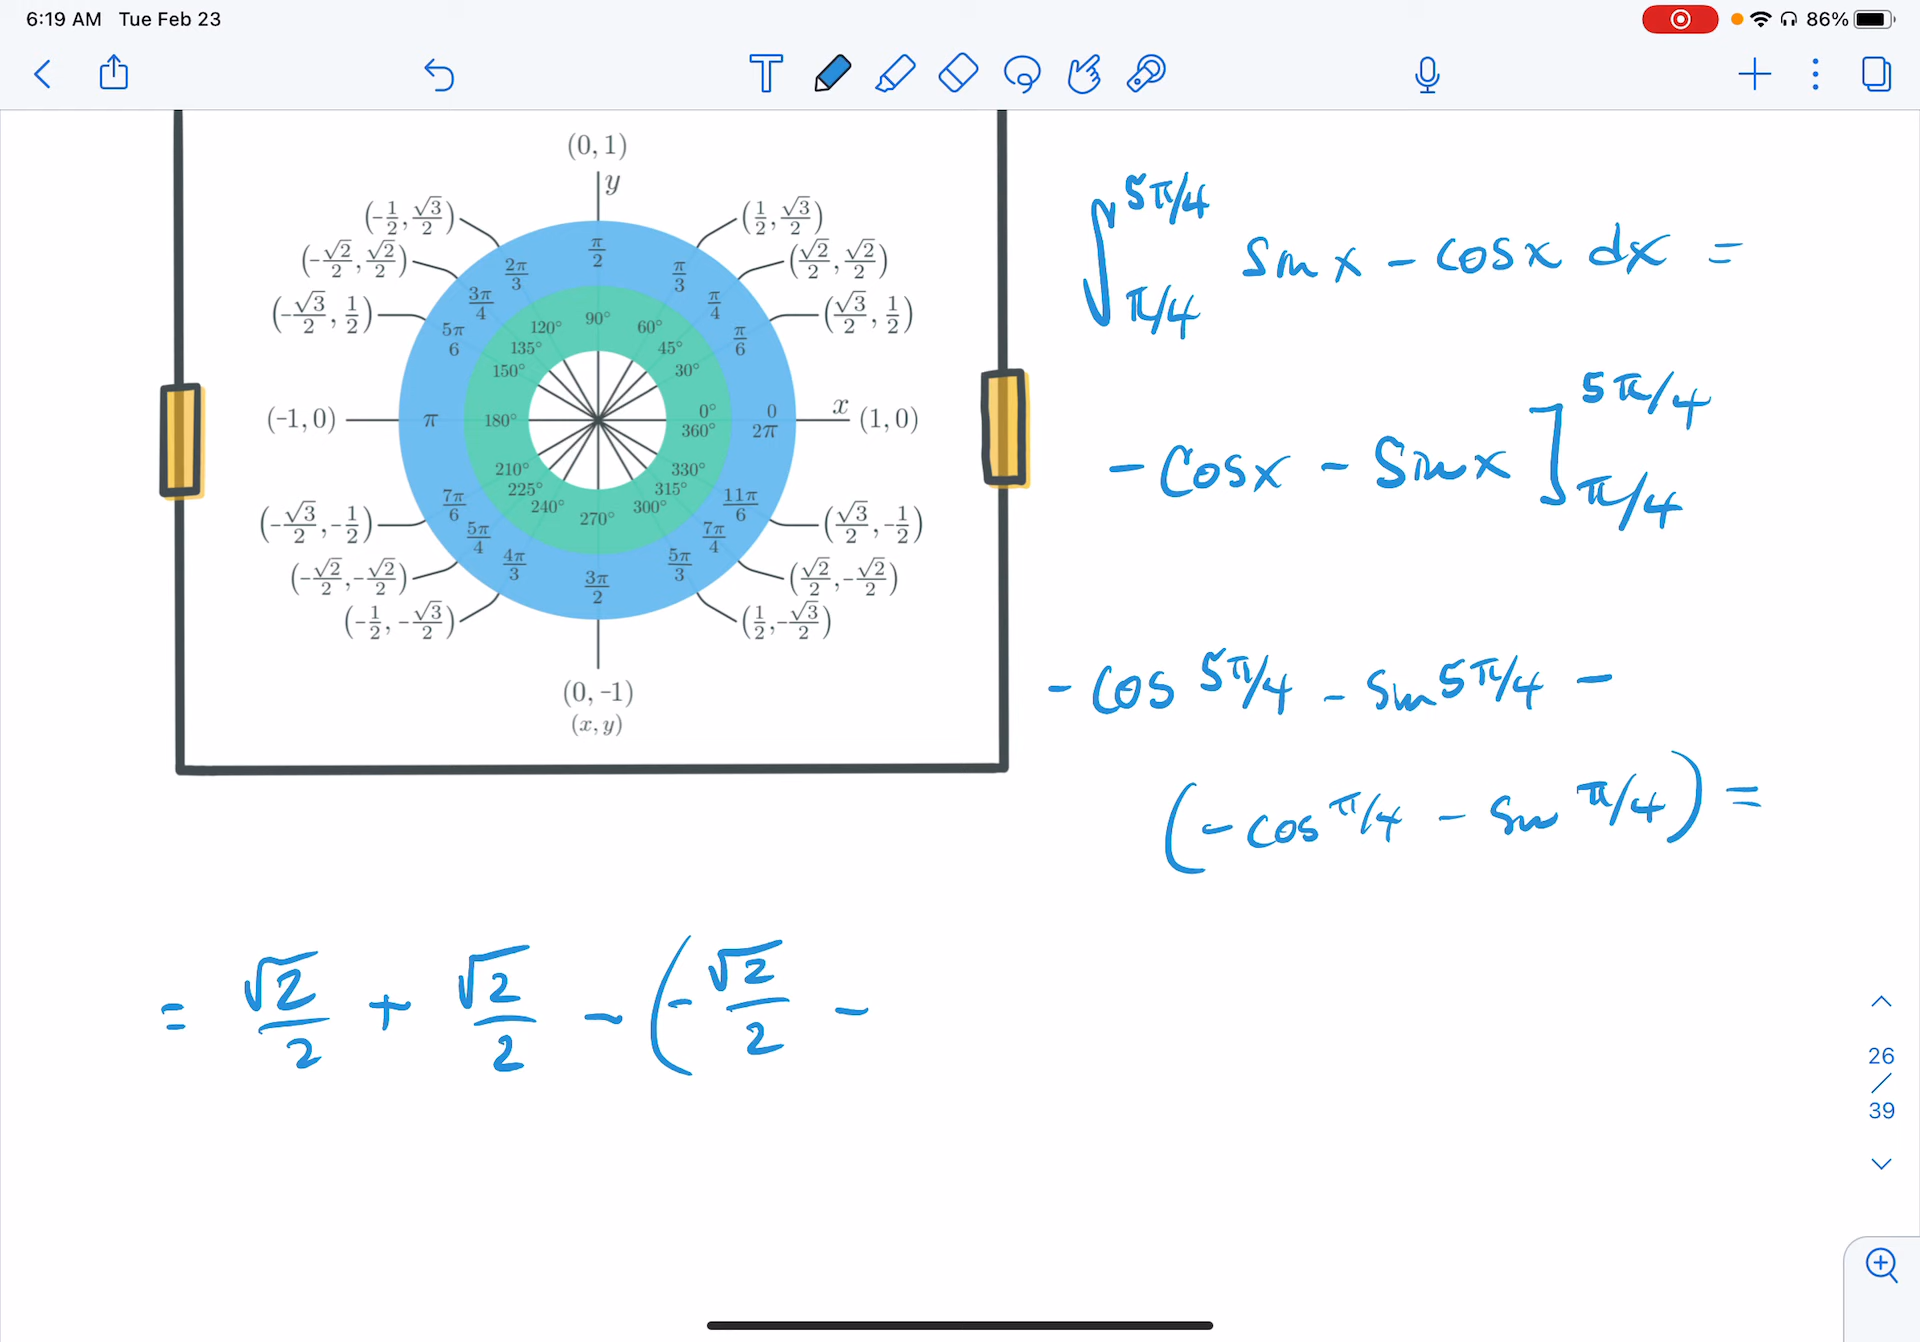 6:19 AM Tue Feb 23
86%
(0, 1)
y
(-1/2, √3/2)
(1/2, √3/2)
(-√2/2, √2/2)
(√2/2, √2/2)
(-√3/2, 1/2)
(√3/2, 1/2)
π/2
2π/3
π/3
3π/4
π/4
5π/6
π/6
90°
120°
60°
135°
45°
150°
30°
(-1, 0)
π
180°
0°
360°
0
2π
x
(1, 0)
210°
330°
225°
315°
240°
300°
270°
7π/6
11π/6
5π/4
7π/4
4π/3
5π/3
3π/2
(-√3/2, -1/2)
(√3/2, -1/2)
(-√2/2, -√2/2)
(√2/2, -√2/2)
(-1/2, -√3/2)
(1/2, -√3/2)
(0, -1)
(x, y)
∫_{π/4}^{5π/4} sin x - cos x dx =
- cos x - sin x ]_{π/4}^{5π/4}
- cos 5π/4 - sin 5π/4 -
(- cos π/4 - sin π/4) =
= √2/2 + √2/2 - (- √2/2 -
26
/
39